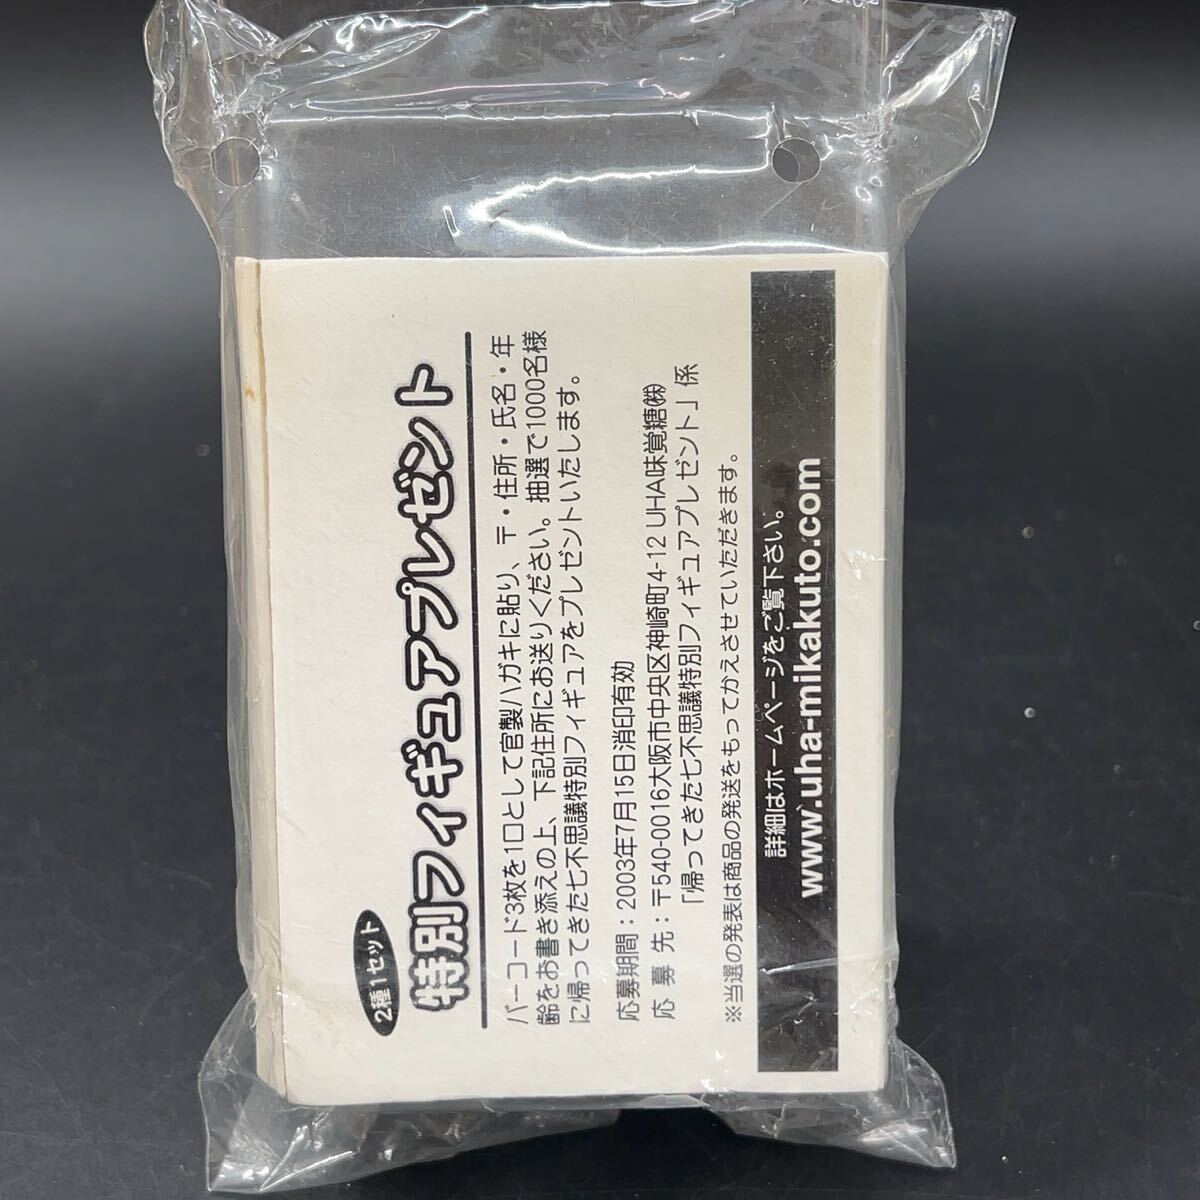 2種1セット
特別フィギュアプレゼント
バーコード3枚を1口として官製ハガキに貼り、〒・住所・氏名・年
齢をお書き添えの上、下記住所にお送りください。抽選で1000名様
に帰ってきた七不思議特別フィギュアをプレゼントいたします。
応募期間：2003年7月15日消印有効
応 募 先：〒540-0016大阪市中央区神崎町4-12 UHA味覚糖㈱
「帰ってきた七不思議特別フィギュアプレゼント」係
※当選の発表は商品の発送をもってかえさせていただきます。
詳細はホームページをご覧下さい。
www.uha-mikakuto.com